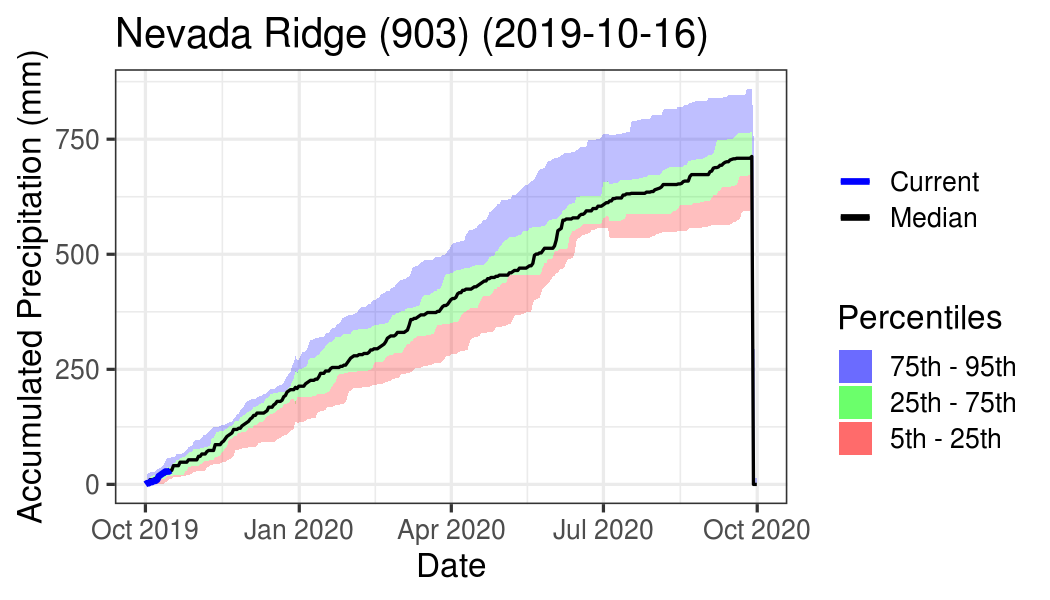 Nevada Ridge (903) (2019-10-16)
Accumulated Precipitation (mm)
750
500
250
0
Oct 2019
Jan 2020
Apr 2020
Jul 2020
Oct 2020
Date
Current
Median
Percentiles
75th - 95th
25th - 75th
5th - 25th